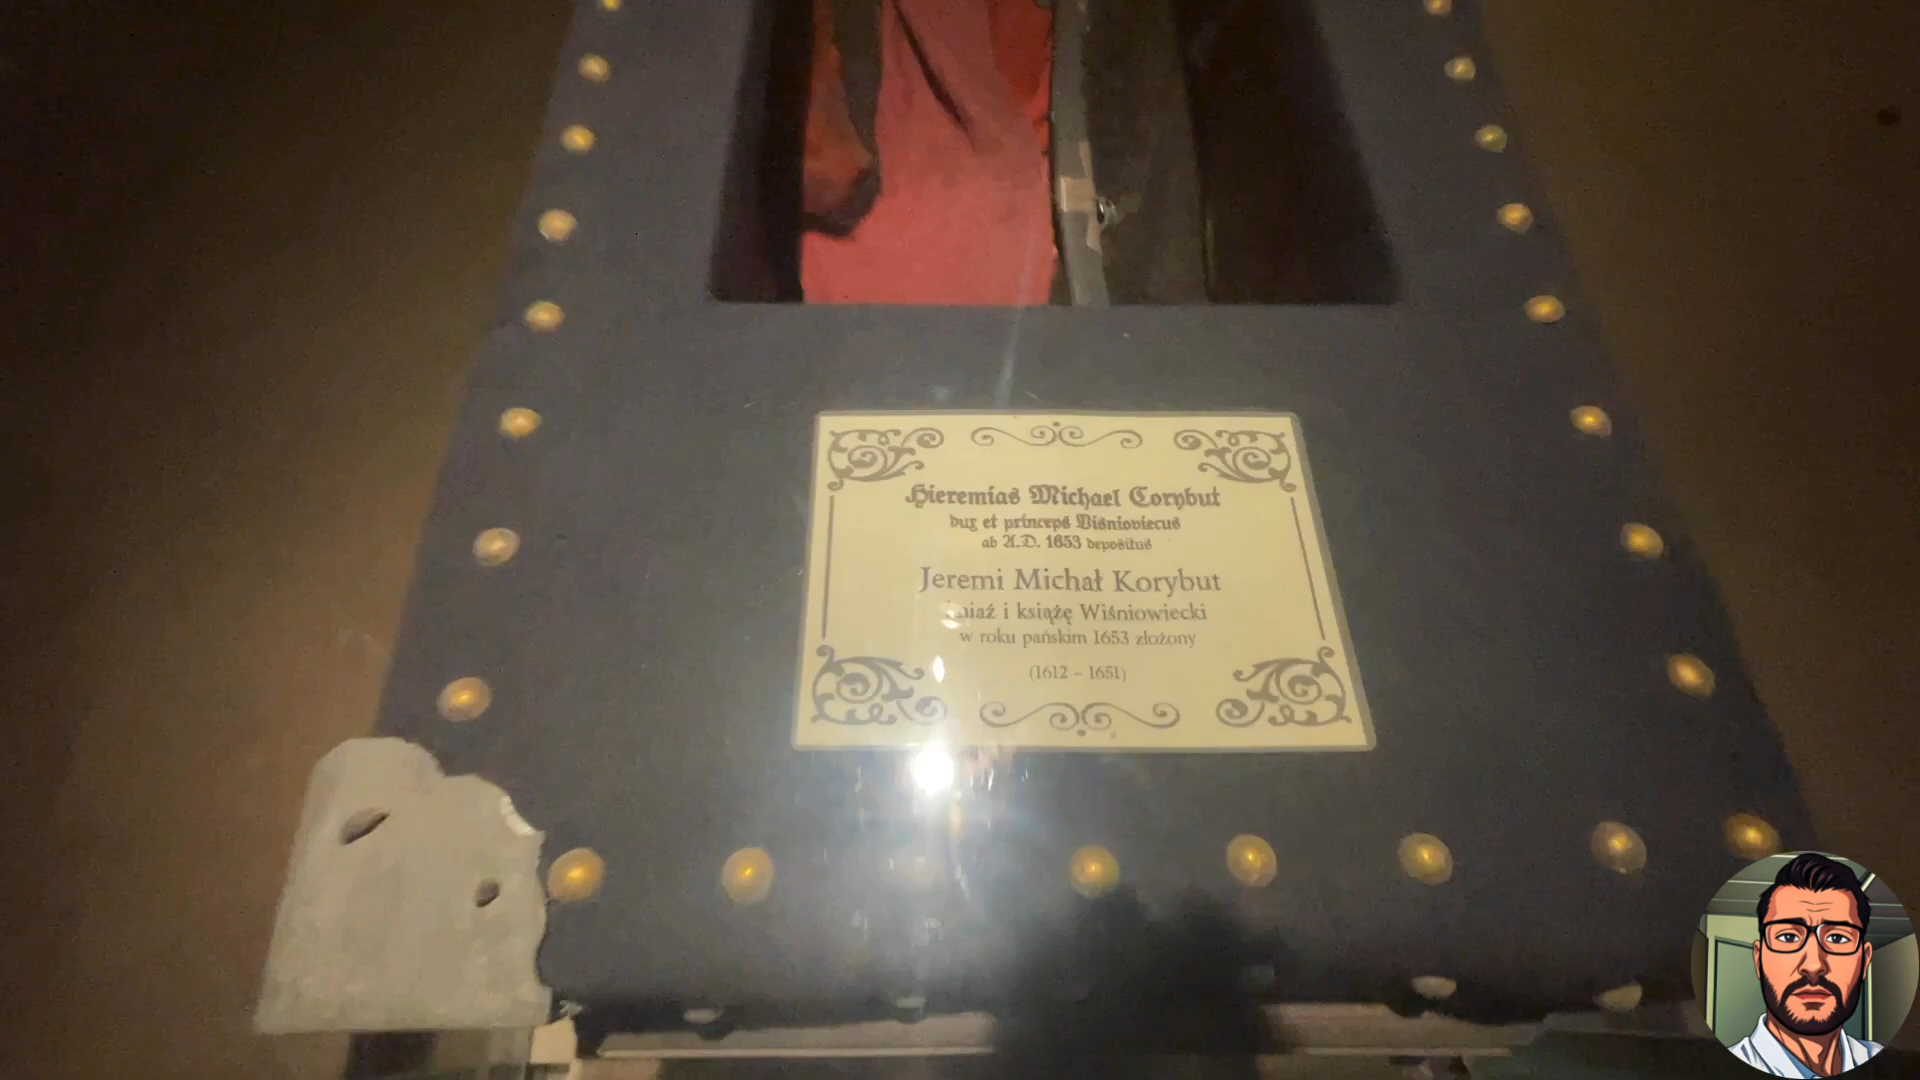 Hieremias Michael Corybut
dux et princeps Visnioviecus
ab A.D. 1653 depositus
Jeremi Michał Korybut
i książę Wiśniowiecki
w roku pańskim 1653 złożony
(1612 – 1651)